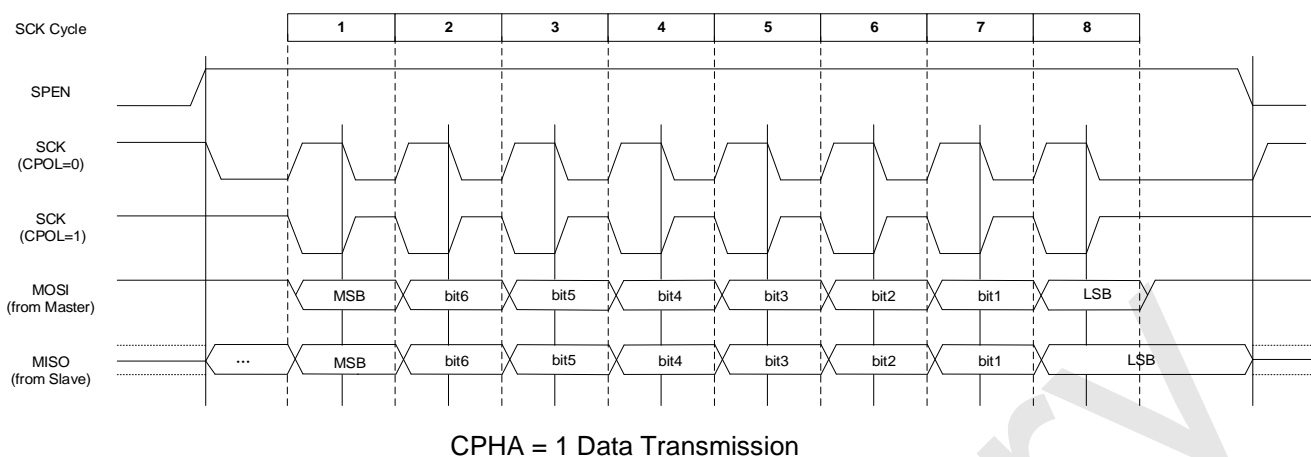 SCK Cycle 1 2 3 4 5 6 7 8
SPEN
SCK
(CPOL=0)
SCK
(CPOL=1)
MOSI
(from Master)
MSB bit6 bit5 bit4 bit3 bit2 bit1 LSB
MISO
(from Slave)
... MSB bit6 bit5 bit4 bit3 bit2 bit1 LSB
CPHA = 1 Data Transmission